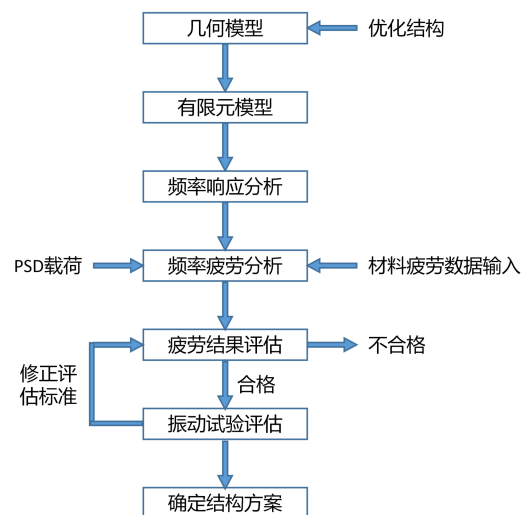 几何模型
优化结构
有限元模型
频率响应分析
PSD载荷
频率疲劳分析
材料疲劳数据输入
疲劳结果评估
不合格
修正评
估标准
合格
振动试验评估
确定结构方案